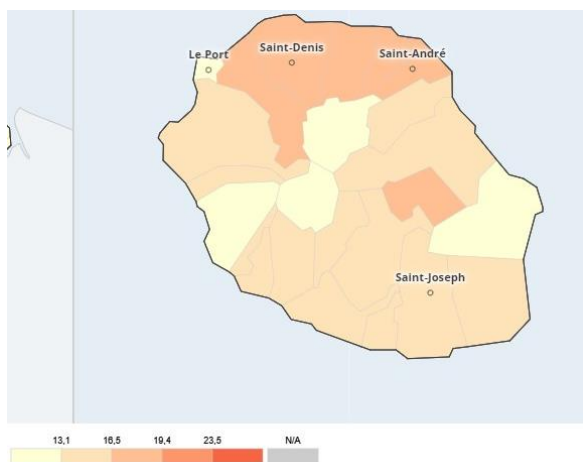 Le Port
Saint-Denis
Saint-André
Saint-Joseph
13,1 16,5 19,4 23,5 N/A